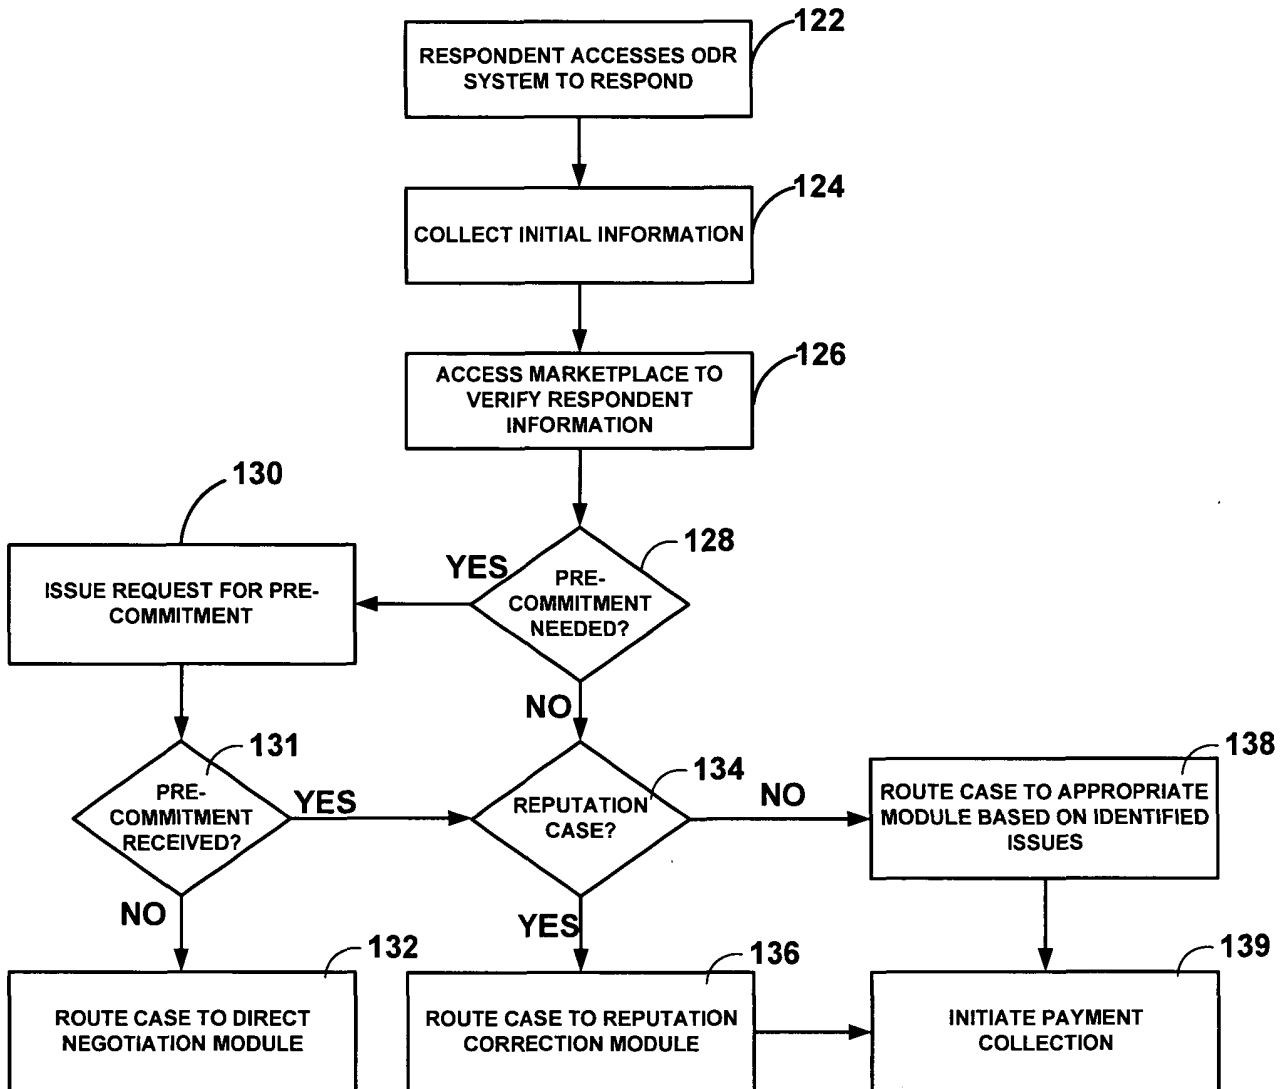 122
RESPONDENT ACCESSES ODR
SYSTEM TO RESPOND
124
COLLECT INITIAL INFORMATION
126
ACCESS MARKETPLACE TO
VERIFY RESPONDENT
INFORMATION
130
128
YES
ISSUE REQUEST FOR PRE-
COMMITMENT
PRE-
COMMITMENT
NEEDED?
NO
131
134
138
PRE-
COMMITMENT
RECEIVED?
YES
REPUTATION
CASE?
NO
ROUTE CASE TO APPROPRIATE
MODULE BASED ON IDENTIFIED
ISSUES
NO
YES
132
136
139
ROUTE CASE TO DIRECT
NEGOTIATION MODULE
ROUTE CASE TO REPUTATION
CORRECTION MODULE
INITIATE PAYMENT
COLLECTION